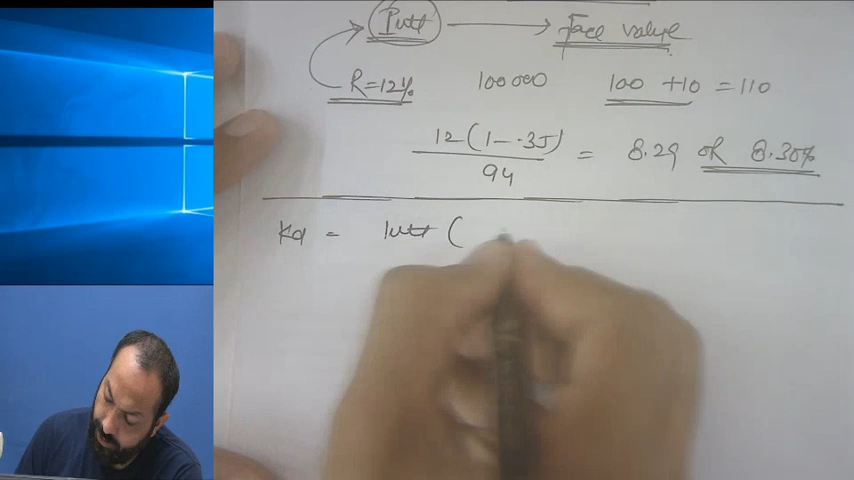 Intt → Face value
R=12% 100000 100 +10 = 110
12(1-.35)
94
= 8.29 or 8.30%
Kd = Intt (